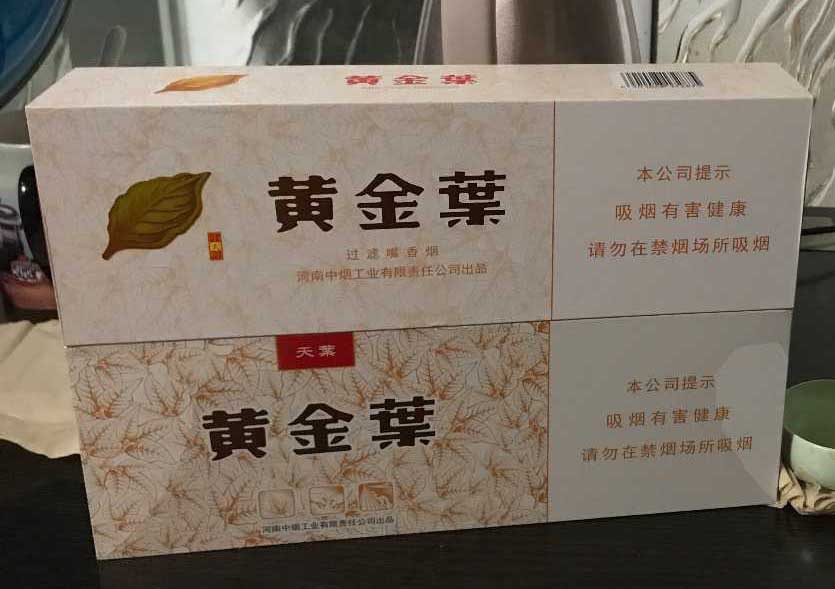 黄金葉
黄金葉
过滤嘴香烟
河南中烟工业有限责任公司出品
本公司提示
吸烟有害健康
请勿在禁烟场所吸烟
天葉
黄金葉
河南中烟工业有限责任公司出品
本公司提示
吸烟有害健康
请勿在禁烟场所吸烟